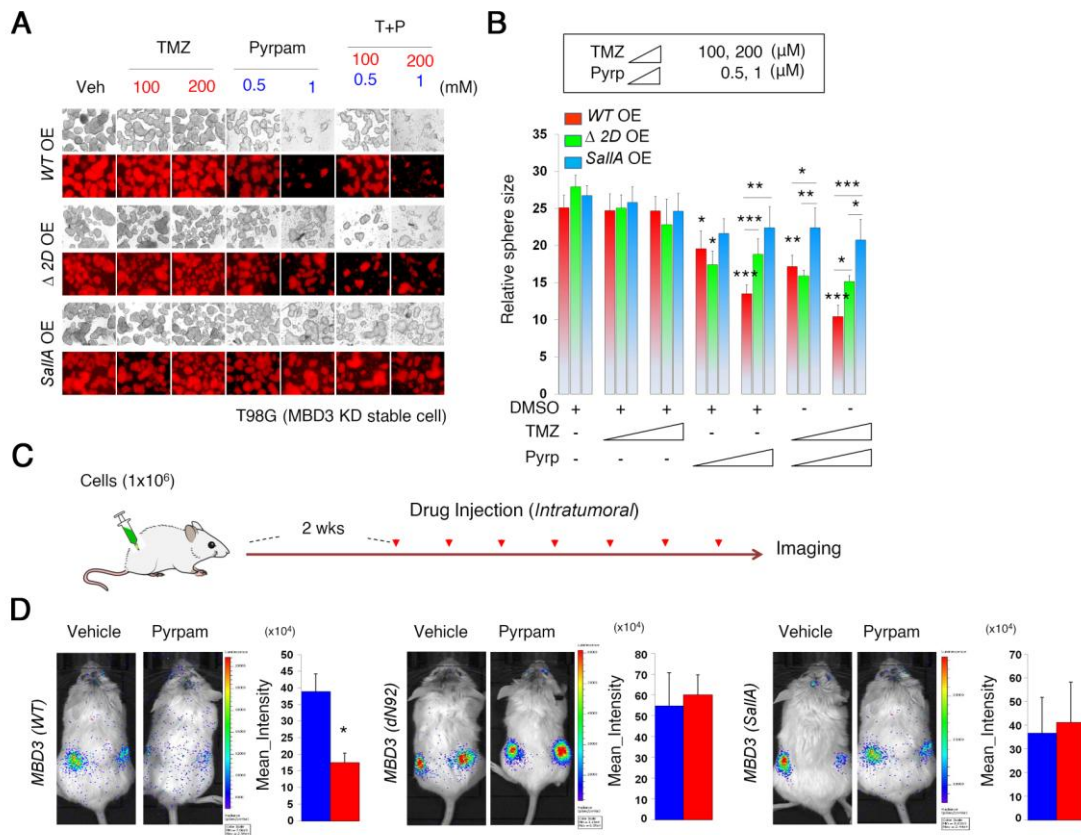 A
T+P
TMZ
Pyrpam
100 200
Veh 100 200 0.5 1 0.5 1 (mM)
WT OE
Δ 2D OE
SallA OE
T98G (MBD3 KD stable cell)
B
TMZ 100, 200 (μM)
Pyrp 0.5, 1 (μM)
WT OE
Δ 2D OE
SallA OE
Relative sphere size
35
30
25
20
15
10
5
0
* * *** ** *** ** ** * *** * * ***
DMSO + + + + + - -
TMZ - - -
Pyrp - -
C
Cells (1x10⁶)
2 wks
Drug Injection (Intratumoral)
Imaging
D
MBD3 (WT)
Vehicle Pyrpam
(x10⁴)
Mean_Intensity
50
45
40
35
30
25
20
15
10
5
0
*
MBD3 (dN92)
Vehicle Pyrpam
(x10⁴)
Mean_Intensity
80
70
60
50
40
30
20
10
0
MBD3 (SallA)
Vehicle Pyrpam
(x10⁴)
Mean_Intensity
70
60
50
40
30
20
10
0